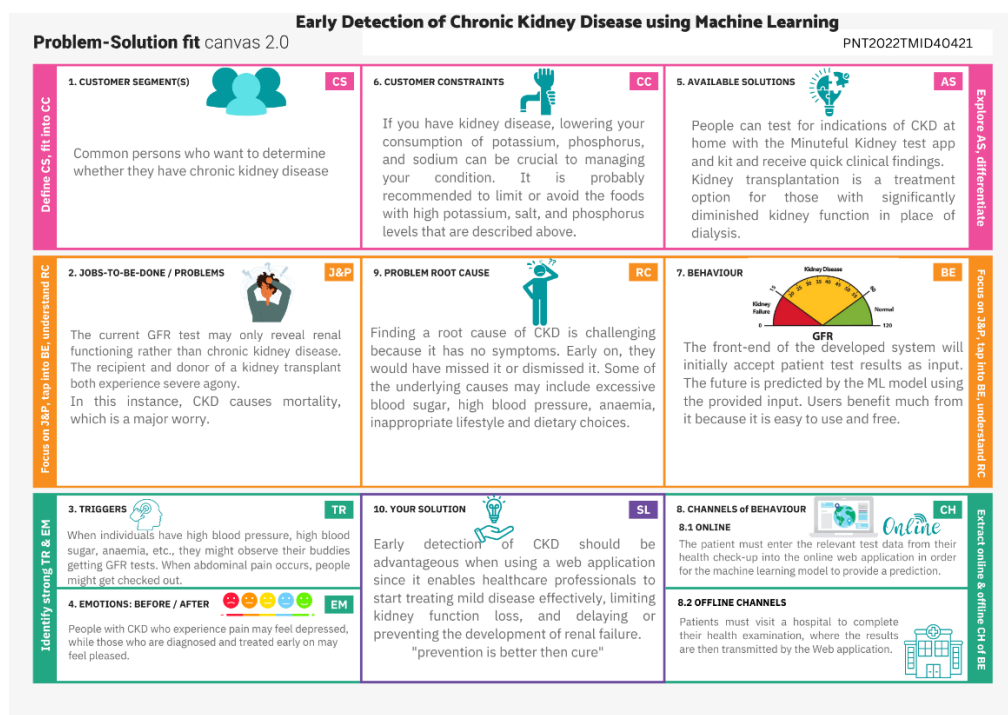 Early Detection of Chronic Kidney Disease using Machine Learning
Problem-Solution fit canvas 2.0
PNT2022TMID40421
Define CS, fit into CC
1. CUSTOMER SEGMENT(S)
CS
Common persons who want to determine
whether they have chronic kidney disease
6. CUSTOMER CONSTRAINTS
CC
If you have kidney disease, lowering your
consumption of potassium, phosphorus,
and sodium can be crucial to managing
your condition. It is probably
recommended to limit or avoid the foods
with high potassium, salt, and phosphorus
levels that are described above.
5. AVAILABLE SOLUTIONS
AS
People can test for indications of CKD at
home with the Minuteful Kidney test app
and kit and receive quick clinical findings.
Kidney transplantation is a treatment
option for those with significantly
diminished kidney function in place of
dialysis.
Explore AS, differentiate
Focus on J&P, tap into BE, understand RC
2. JOBS-TO-BE-DONE / PROBLEMS
J&P
The current GFR test may only reveal renal
functioning rather than chronic kidney disease.
The recipient and donor of a kidney transplant
both experience severe agony.
In this instance, CKD causes mortality,
which is a major worry.
9. PROBLEM ROOT CAUSE
RC
Finding a root cause of CKD is challenging
because it has no symptoms. Early on, they
would have missed it or dismissed it. Some of
the underlying causes may include excessive
blood sugar, high blood pressure, anaemia,
inappropriate lifestyle and dietary choices.
7. BEHAVIOUR
BE
Kidney Disease
15 20 25 30 35 40 45 50 55 60
Kidney
Failure
Normal
0
120
GFR
The front-end of the developed system will
initially accept patient test results as input.
The future is predicted by the ML model using
the provided input. Users benefit much from
it because it is easy to use and free.
Focus on J&P, tap into BE, understand RC
Identify strong TR & EM
3. TRIGGERS
TR
When individuals have high blood pressure, high blood
sugar, anaemia, etc., they might observe their buddies
getting GFR tests. When abdominal pain occurs, people
might get checked out.
4. EMOTIONS: BEFORE / AFTER
EM
People with CKD who experience pain may feel depressed,
while those who are diagnosed and treated early on may
feel pleased.
10. YOUR SOLUTION
SL
Early detection of CKD should be
advantageous when using a web application
since it enables healthcare professionals to
start treating mild disease effectively, limiting
kidney function loss, and delaying or
preventing the development of renal failure.
"prevention is better then cure"
8. CHANNELS of BEHAVIOUR
CH
Online
8.1 ONLINE
The patient must enter the relevant test data from their
health check-up into the online web application in order
for the machine learning model to provide a prediction.
8.2 OFFLINE CHANNELS
Patients must visit a hospital to complete
their health examination, where the results
are then transmitted by the Web application.
Extract online & offline CH of BE